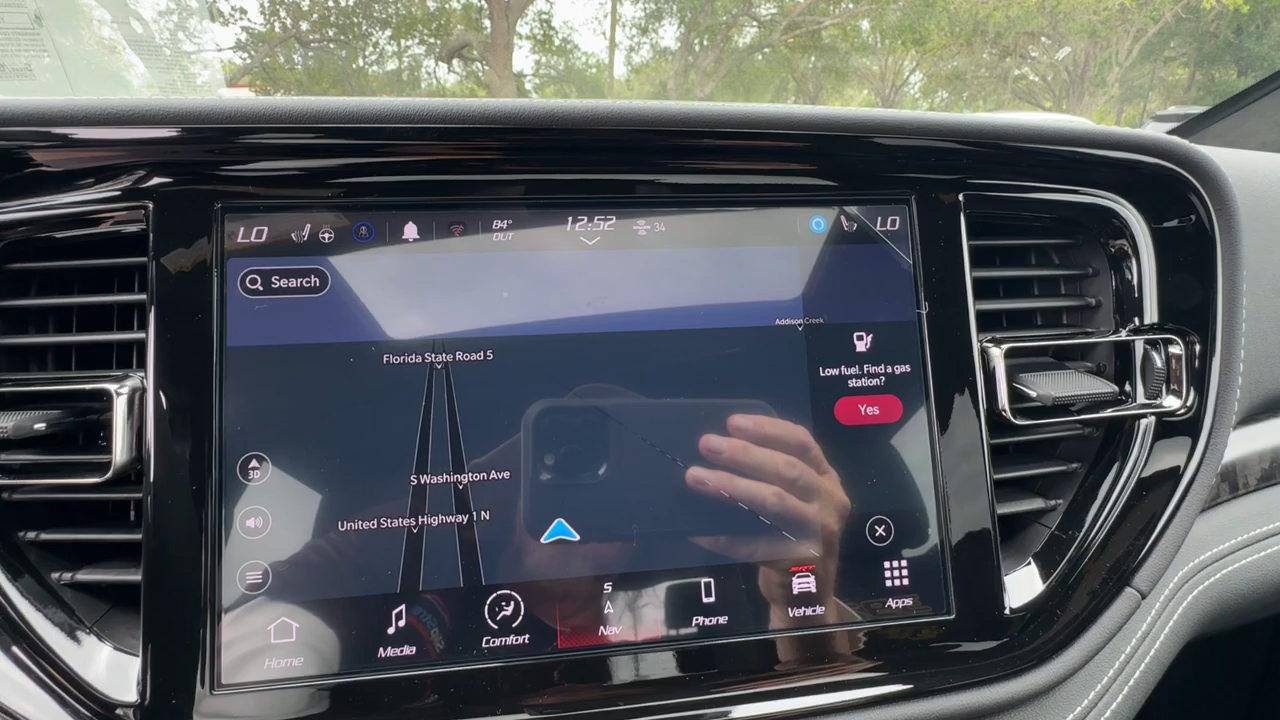 LO
84°
OUT
12:52
34
LO
Search
Addison Creek
Florida State Road 5
Low fuel. Find a gas
station?
Yes
3D
S Washington Ave
United States Highway 1 N
Home
Media
Comfort
S
Nav
Phone
SRT
Vehicle
Apps